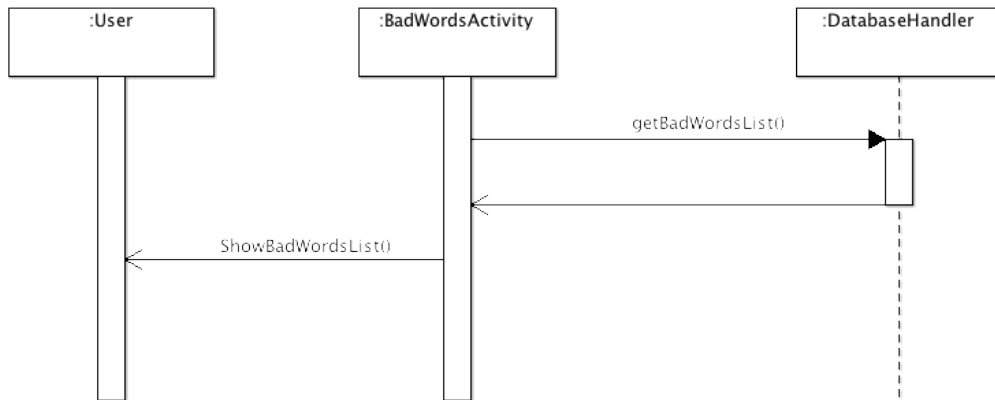 :User
:BadWordsActivity
:DatabaseHandler
getBadWordsList()
ShowBadWordsList()